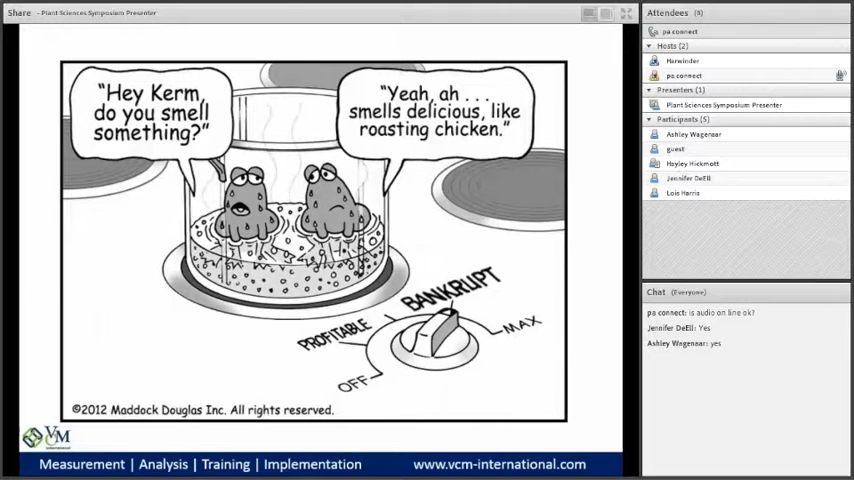 Share - Plant Sciences Symposium Presenter
"Hey Kerm,
do you smell
something?"
"Yeah, ah . . .
smells delicious, like
roasting chicken."
OFF
PROFITABLE
BANKRUPT
MAX
©2012 Maddock Douglas Inc. All rights reserved.
VCM
international
Measurement | Analysis | Training | Implementation
www.vcm-international.com
Attendees (8)
pa connect
Hosts (2)
Harwinder
pa connect
Presenters (1)
Plant Sciences Symposium Presenter
Participants (5)
Ashley Wagenaar
guest
Hayley Hickmott
Jennifer DeEll
Lois Harris
Chat (Everyone)
pa connect: is audio on line ok?
Jennifer DeEll: Yes
Ashley Wagenaar: yes